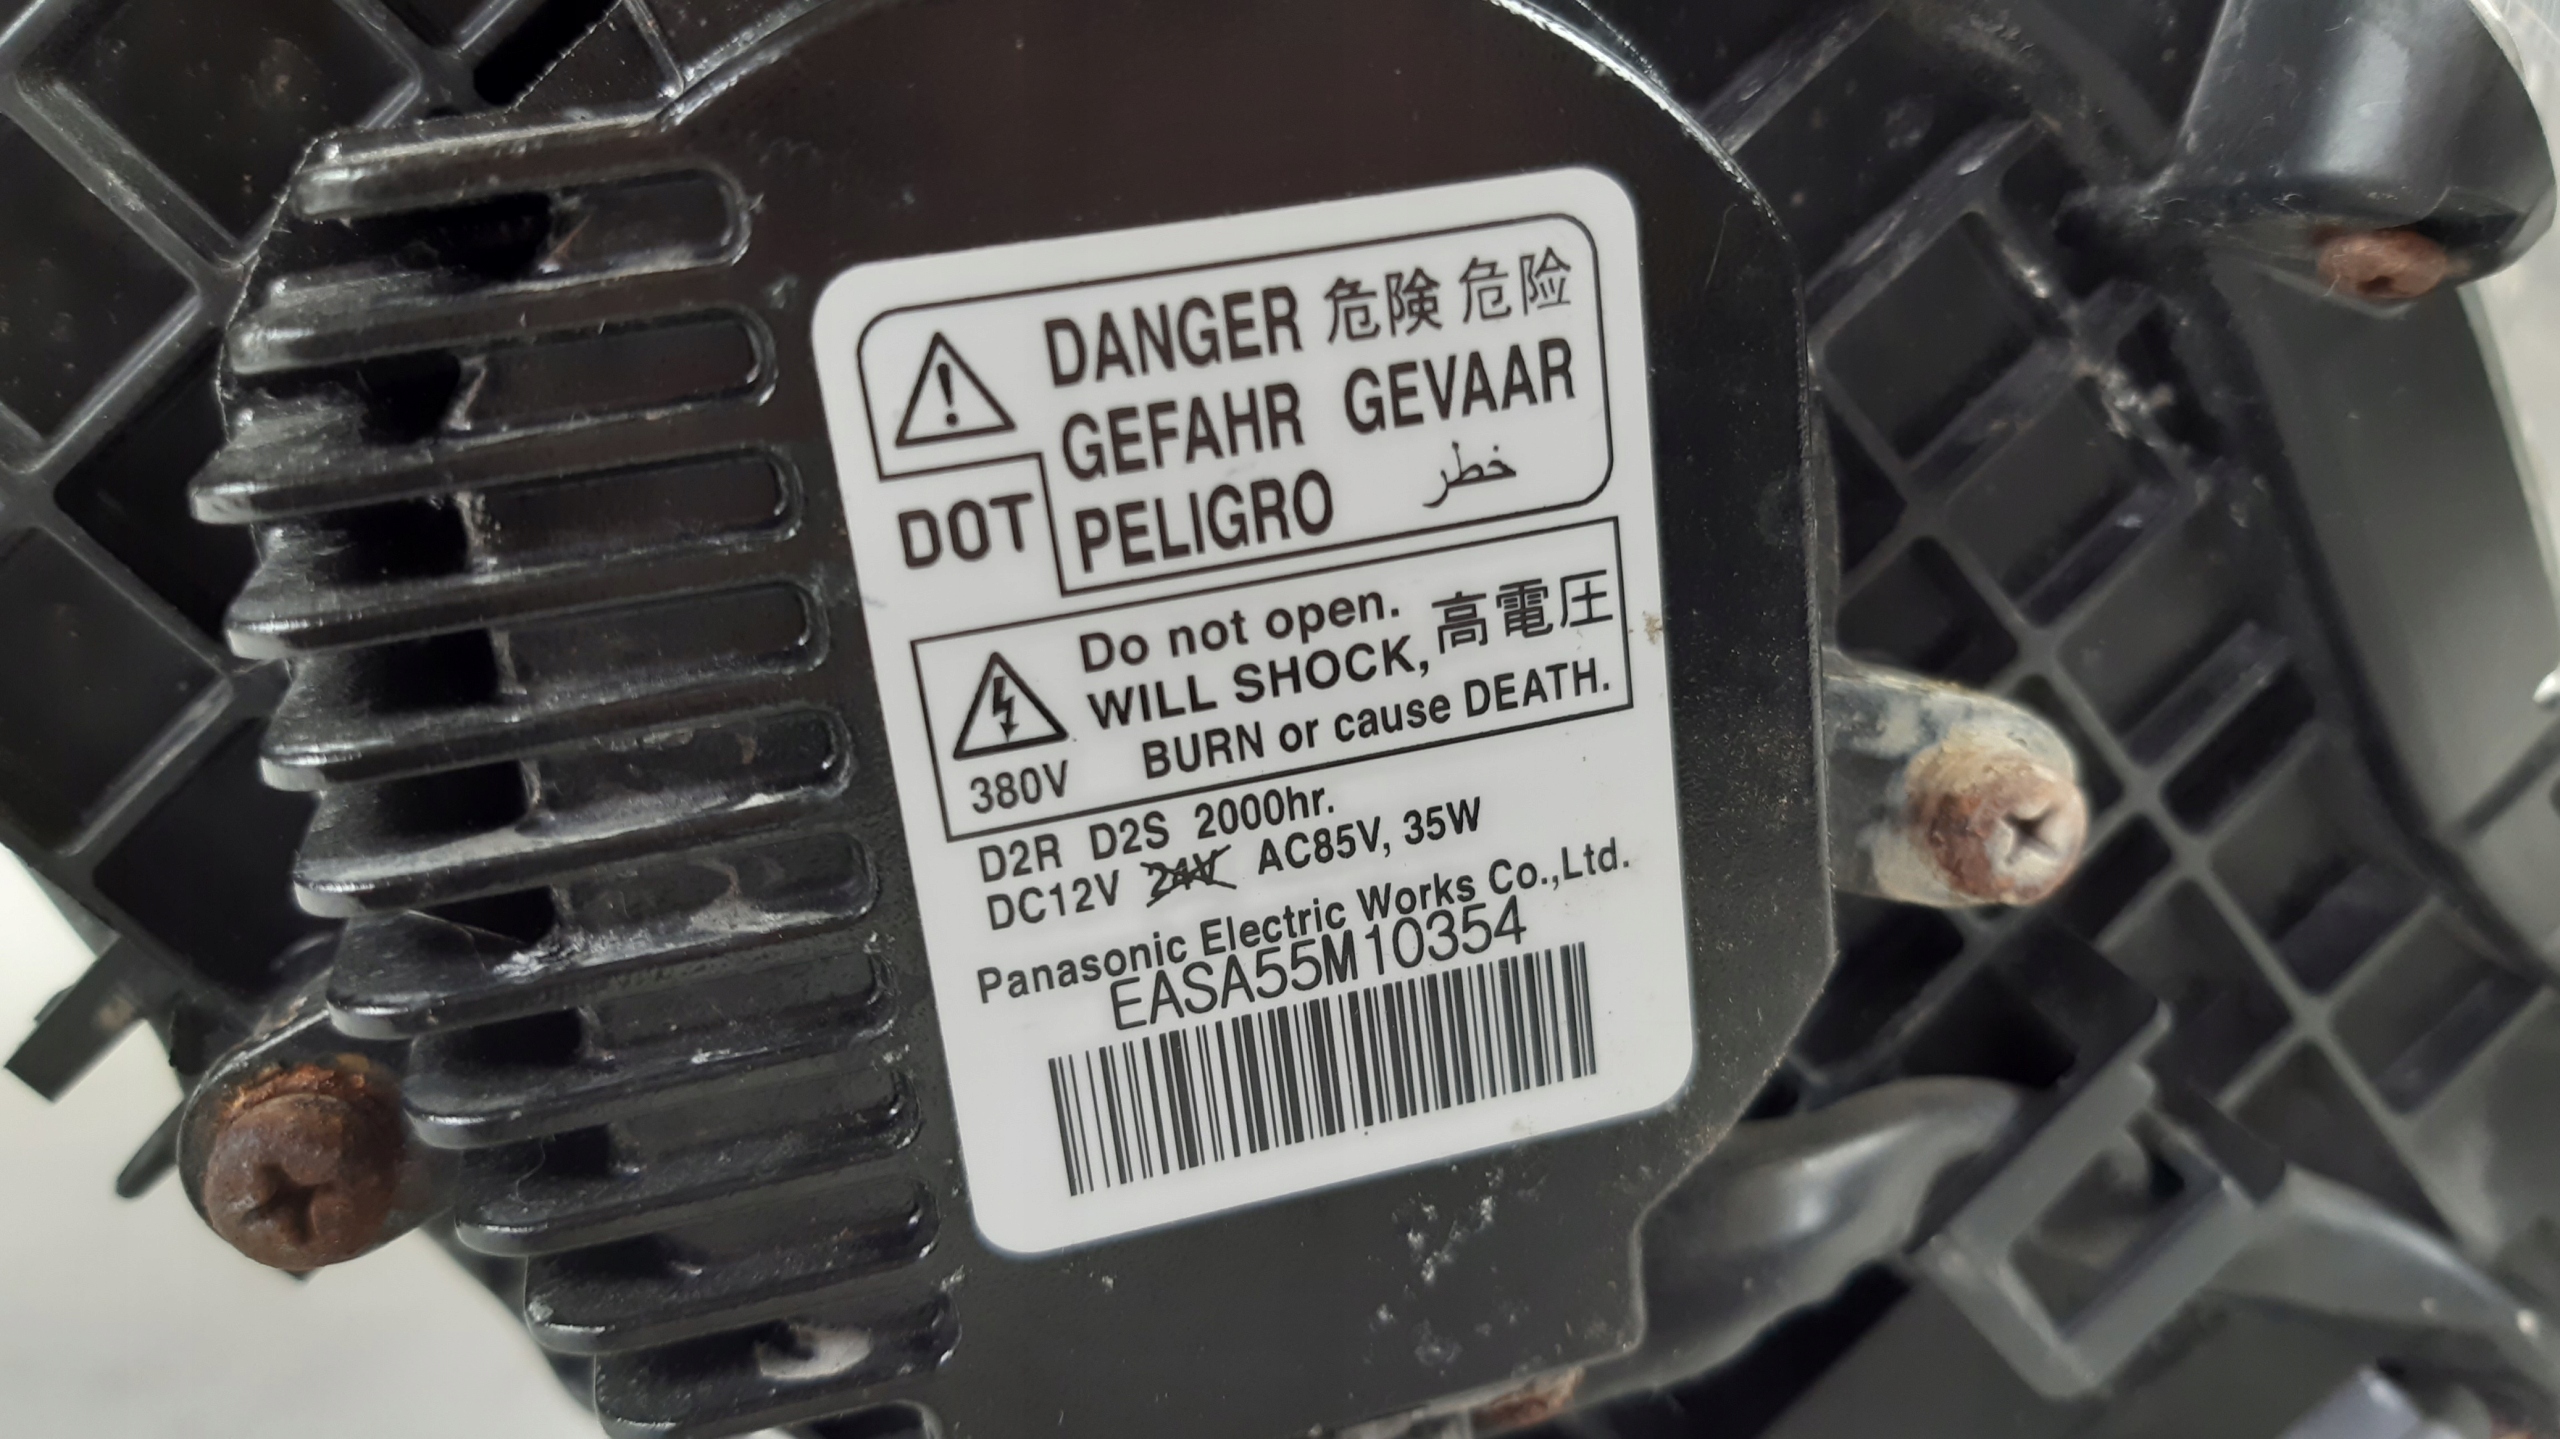 DANGER 危険 危险
GEFAHR GEVAAR
PELIGRO خطر
DOT
Do not open.
WILL SHOCK, 高電圧
BURN or cause DEATH.
380V
D2R D2S 2000hr.
DC12V 24V AC85V, 35W
Panasonic Electric Works Co.,Ltd.
EASA55M10354